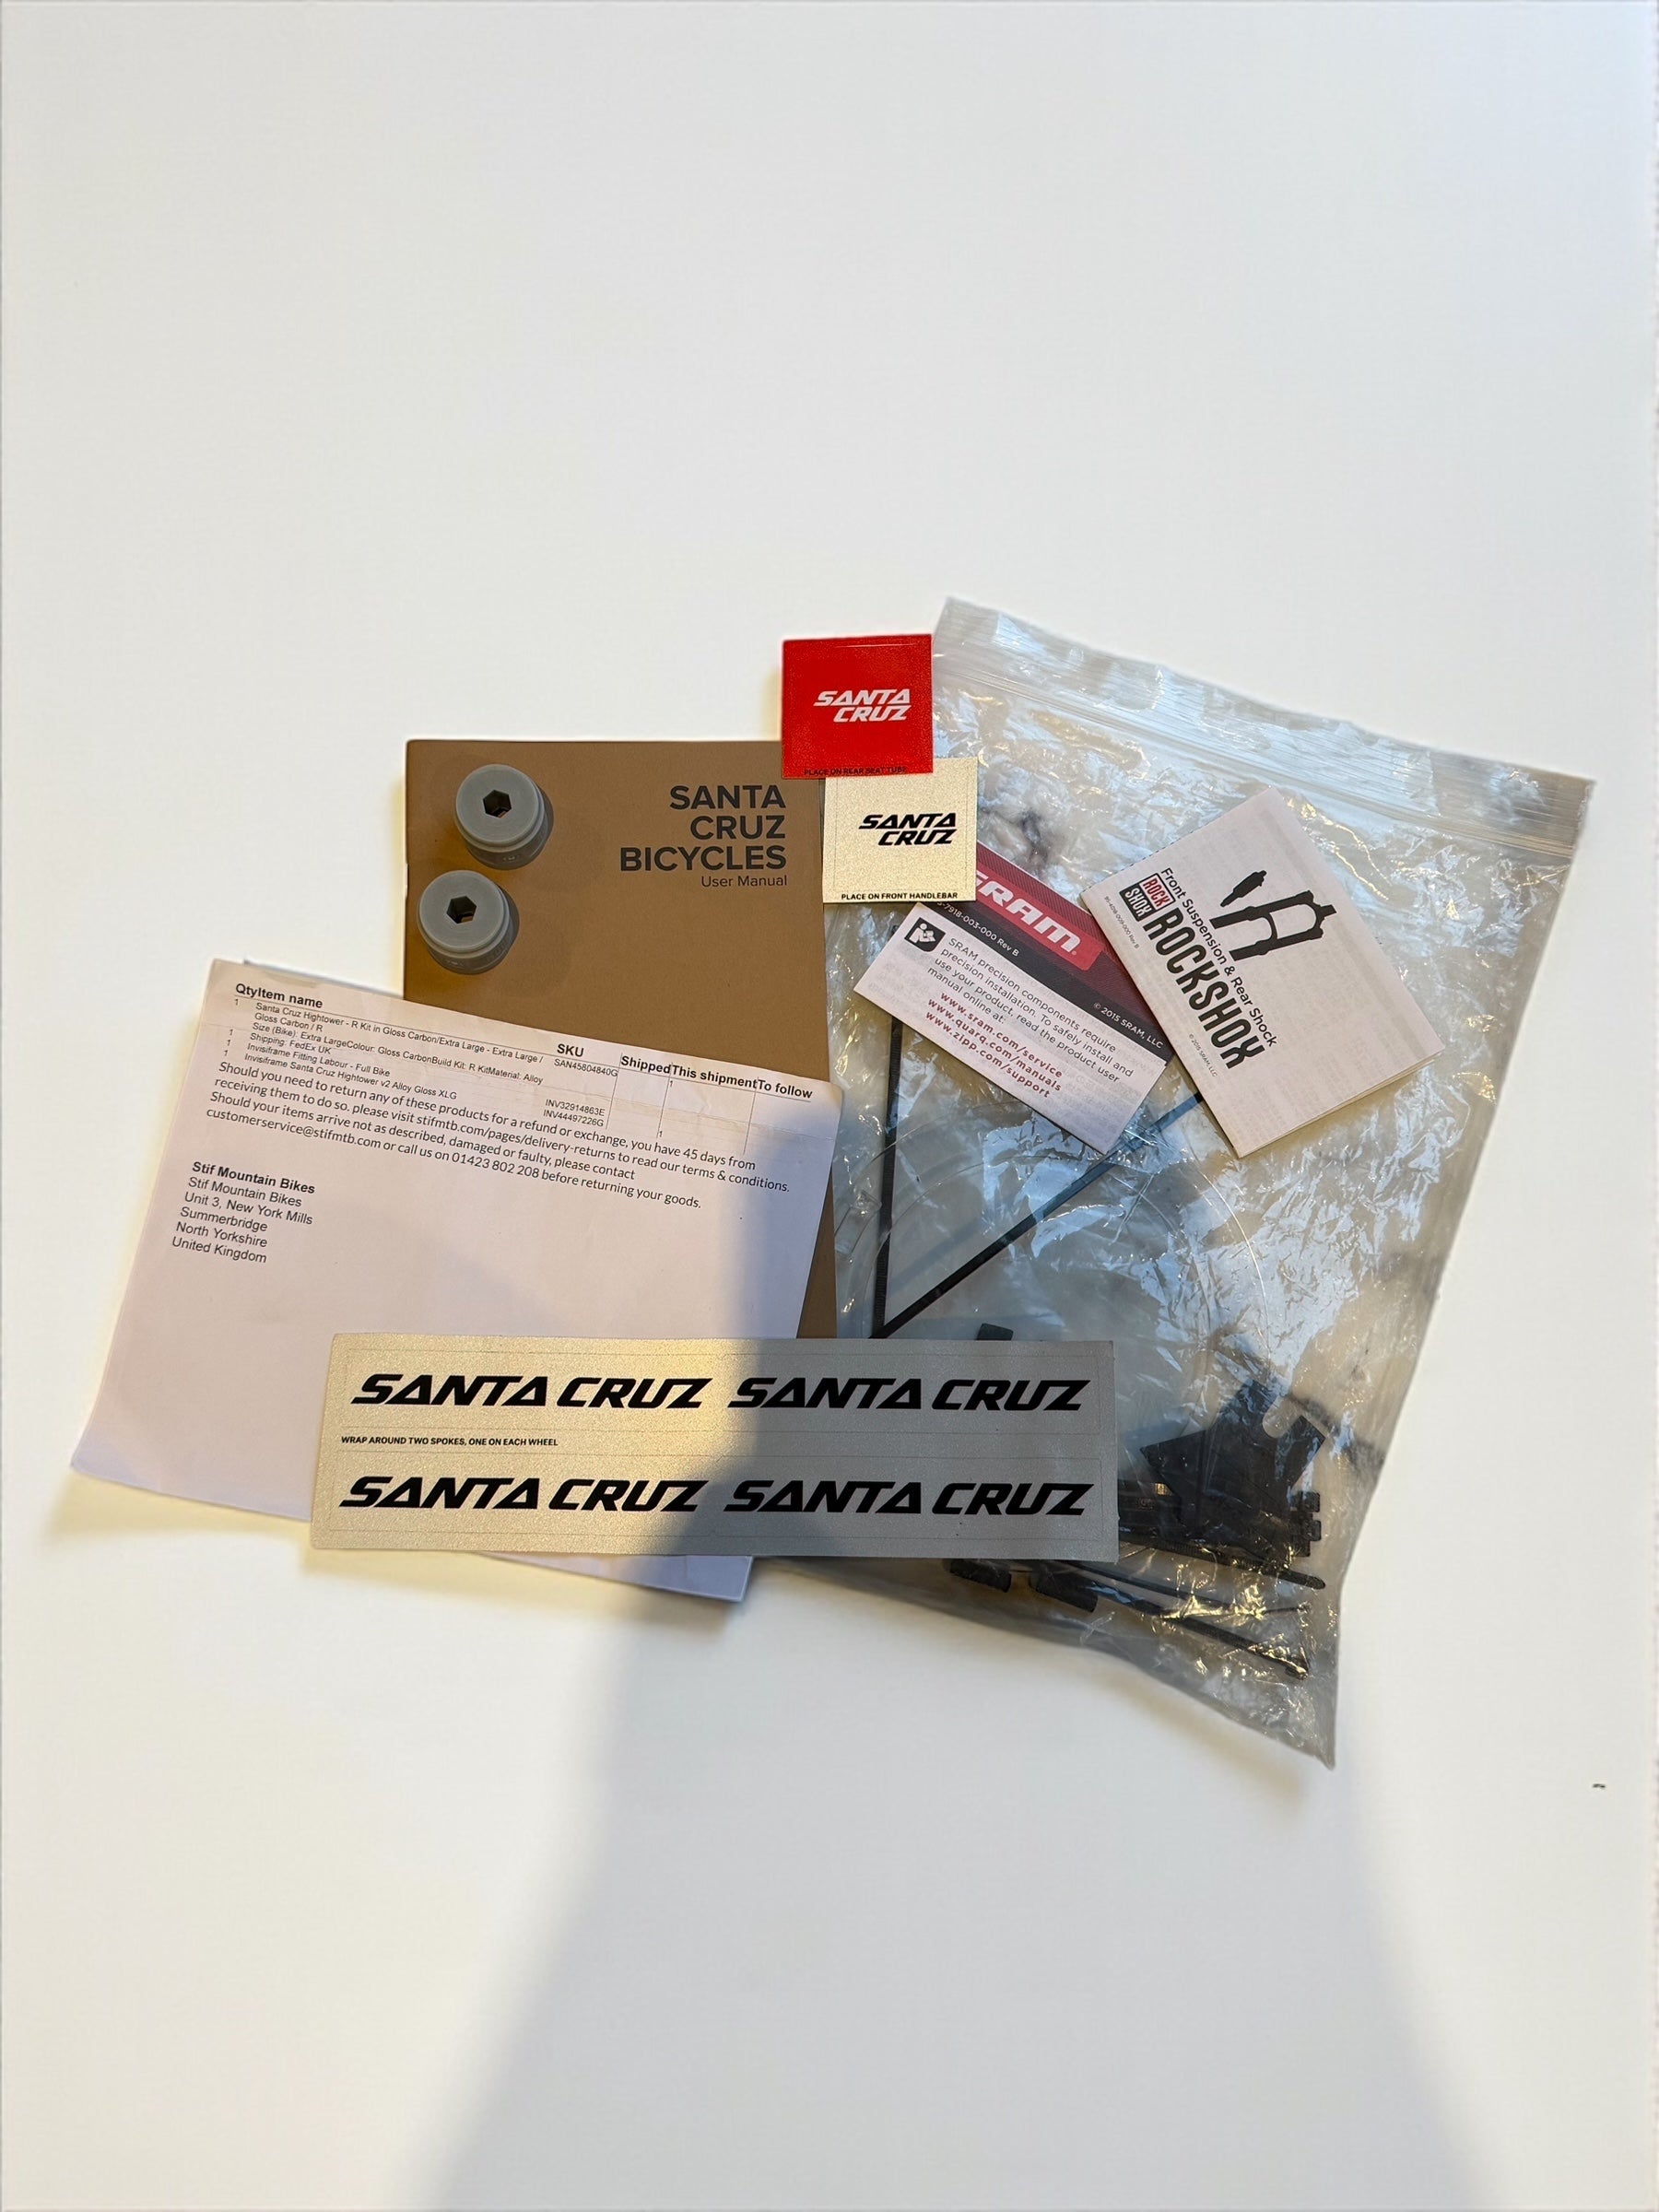 SANTA
CRUZ
PLACE ON REAR SEAT TUBE
SANTA
CRUZ
PLACE ON FRONT HANDLEBAR
SANTA
CRUZ
BICYCLES
User Manual
SRAM
-7918-003-000 Rev B
© 2015 SRAM, LLC
SRAM precision components require
precision installation. To safely install and
use your product, read the product user
manual online at:
www.sram.com/service
www.quarq.com/manuals
www.zipp.com/support
Front Suspension & Rear Shock
ROCK
SHOX
ROCKSHOX
Qty Item name SKU Shipped This shipment To follow
1 Santa Cruz Hightower - R Kit in Gloss Carbon/Extra Large - Extra Large / SAN45804840G 1
Gloss Carbon / R
Size (Bike): Extra LargeColour: Gloss CarbonBuild Kit: R KitMaterial: Alloy
1 Shipping: FedEx UK
1 Invisiframe Fitting Labour - Full Bike INV32914863E
1 Invisiframe Santa Cruz Hightower v2 Alloy Gloss XLG INV44497226G 1
Should you need to return any of these products for a refund or exchange, you have 45 days from
receiving them to do so. please visit stifmtb.com/pages/delivery-returns to read our terms & conditions.
Should your items arrive not as described, damaged or faulty, please contact
customerservice@stifmtb.com or call us on 01423 802 208 before returning your goods.
Stif Mountain Bikes
Stif Mountain Bikes
Unit 3, New York Mills
Summerbridge
North Yorkshire
United Kingdom
SANTA CRUZ SANTA CRUZ
WRAP AROUND TWO SPOKES, ONE ON EACH WHEEL
SANTA CRUZ SANTA CRUZ